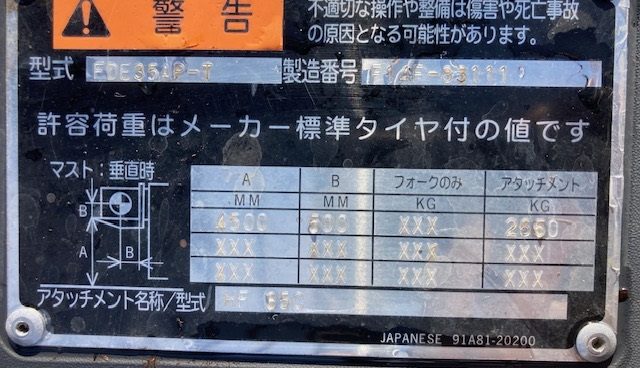 警告
不適切な操作や整備は傷害や死亡事故
の原因となる可能性があります。
型式 製造番号
許容荷重はメーカー標準タイヤ付の値です
マスト：垂直時
A B フォークのみ アタッチメント
MM MM KG KG
4500 600 XXX
XXX XXX XXX XXX
XXX XXX XXX XXX
B
A B
アタッチメント名称/型式
JAPANESE 91A81-20200